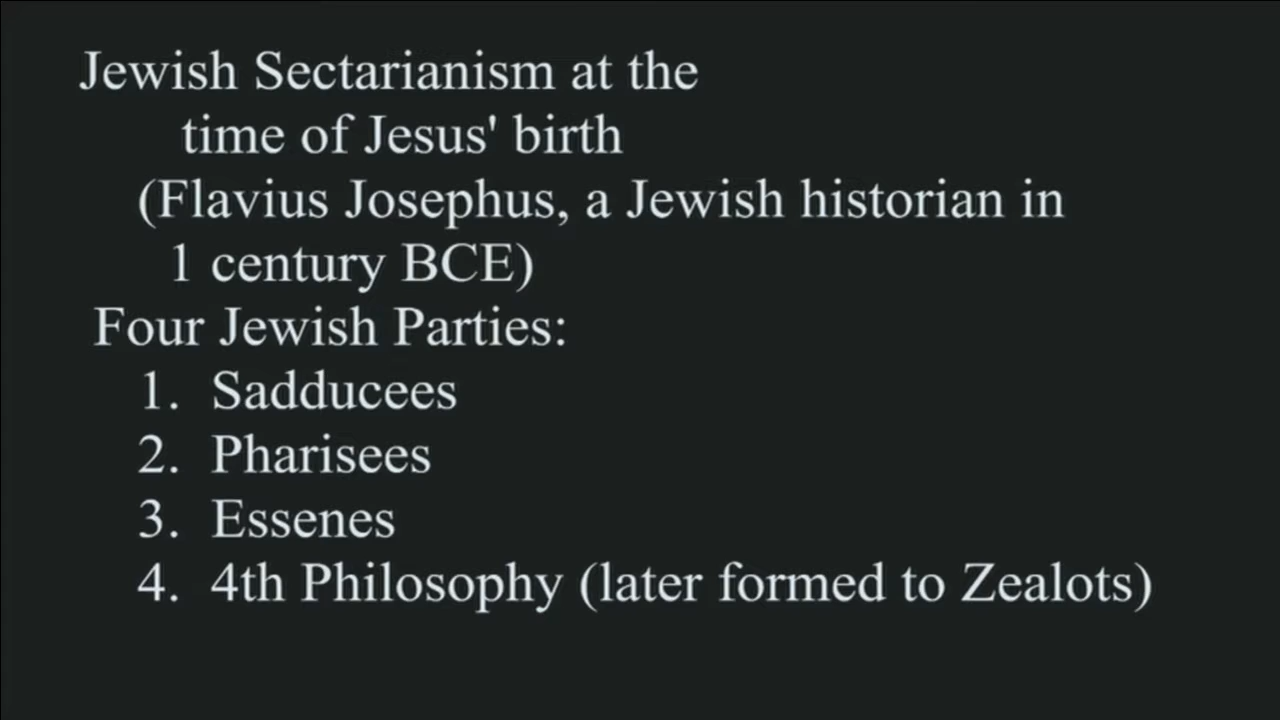 Jewish Sectarianism at the
time of Jesus' birth
(Flavius Josephus, a Jewish historian in
1 century BCE)
Four Jewish Parties:
1. Sadducees
2. Pharisees
3. Essenes
4. 4th Philosophy (later formed to Zealots)